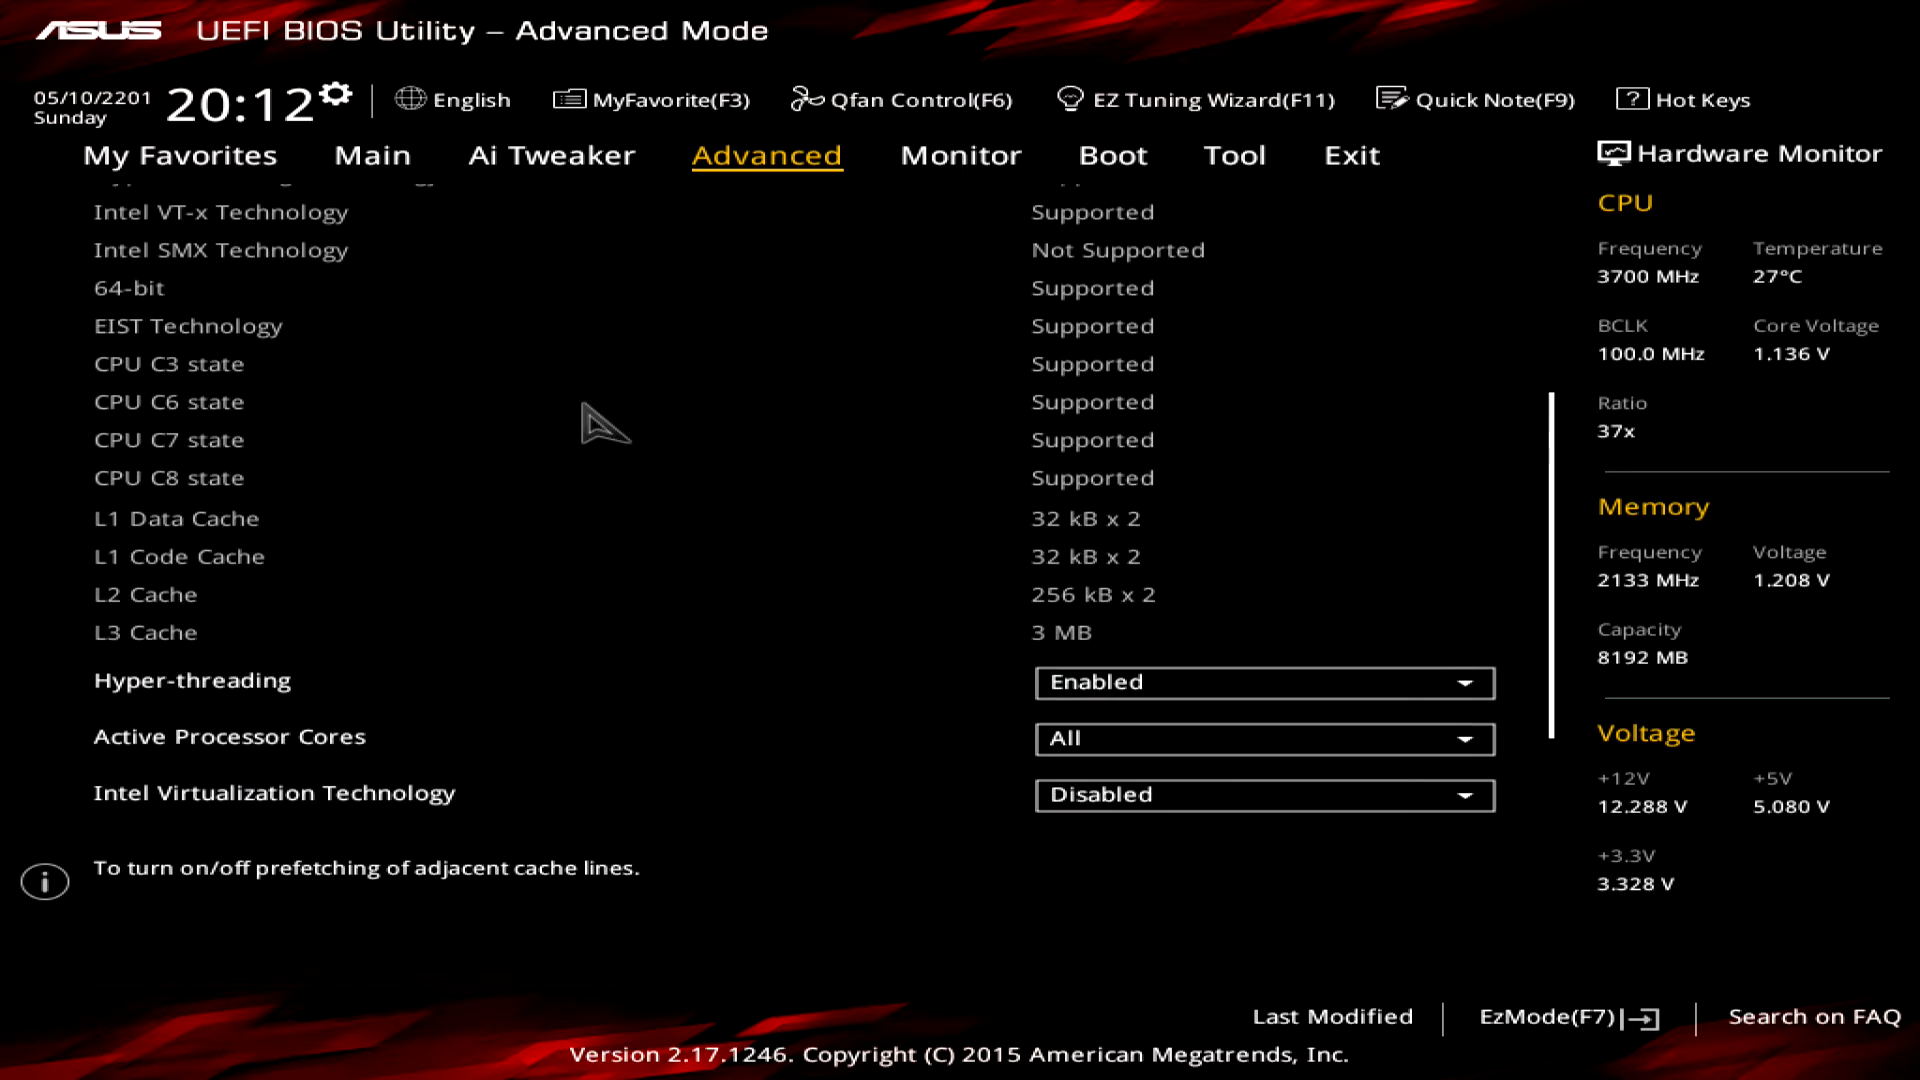 ASUS UEFI BIOS Utility – Advanced Mode
05/10/2201
Sunday
20:12
English
MyFavorite(F3)
Qfan Control(F6)
EZ Tuning Wizard(F11)
Quick Note(F9)
? Hot Keys
My Favorites Main Ai Tweaker Advanced Monitor Boot Tool Exit
Intel VT-x Technology Supported
Intel SMX Technology Not Supported
64-bit Supported
EIST Technology Supported
CPU C3 state Supported
CPU C6 state Supported
CPU C7 state Supported
CPU C8 state Supported
L1 Data Cache 32 kB x 2
L1 Code Cache 32 kB x 2
L2 Cache 256 kB x 2
L3 Cache 3 MB
Hyper-threading Enabled
Active Processor Cores All
Intel Virtualization Technology Disabled
To turn on/off prefetching of adjacent cache lines.
Hardware Monitor
CPU
Frequency Temperature
3700 MHz 27°C
BCLK Core Voltage
100.0 MHz 1.136 V
Ratio
37x
Memory
Frequency Voltage
2133 MHz 1.208 V
Capacity
8192 MB
Voltage
+12V +5V
12.288 V 5.080 V
+3.3V
3.328 V
Last Modified
EzMode(F7)
Search on FAQ
Version 2.17.1246. Copyright (C) 2015 American Megatrends, Inc.